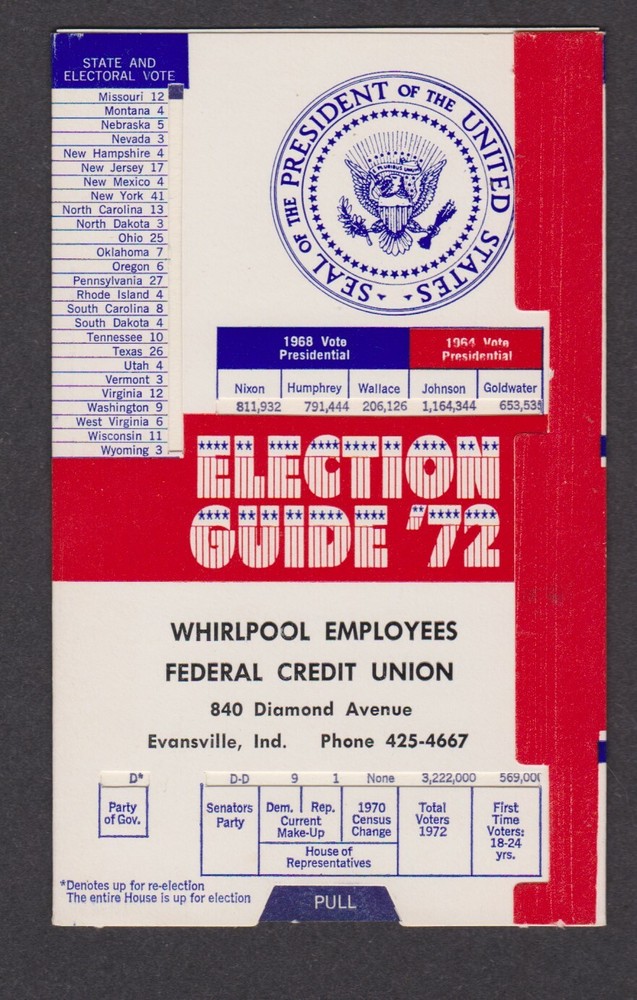 STATE AND
ELECTORAL VOTE
Missouri 12
Montana 4
Nebraska 5
Nevada 3
New Hampshire 4
New Jersey 17
New Mexico 4
New York 41
North Carolina 13
North Dakota 3
Ohio 25
Oklahoma 7
Oregon 6
Pennsylvania 27
Rhode Island 4
South Carolina 8
South Dakota 4
Tennessee 10
Texas 26
Utah 4
Vermont 3
Virginia 12
Washington 9
West Virginia 6
Wisconsin 11
Wyoming 3
SEAL OF THE PRESIDENT OF THE UNITED STATES
E PLURIBUS UNUM
1968 Vote
Presidential
1964 Vote
Presidential
Nixon Humphrey Wallace Johnson Goldwater
811,932 791,444 206,126 1,164,344 653,535
ELECTION
GUIDE '72
WHIRLPOOL EMPLOYEES
FEDERAL CREDIT UNION
840 Diamond Avenue
Evansville, Ind. Phone 425-4667
D* D-D 9 1 None 3,222,000 569,000
Party
of Gov.
Senators
Party
Dem. Rep.
Current
Make-Up
1970
Census
Change
House of
Representatives
Total
Voters
1972
First
Time
Voters:
18-24
yrs.
*Denotes up for re-election
The entire House is up for election
PULL